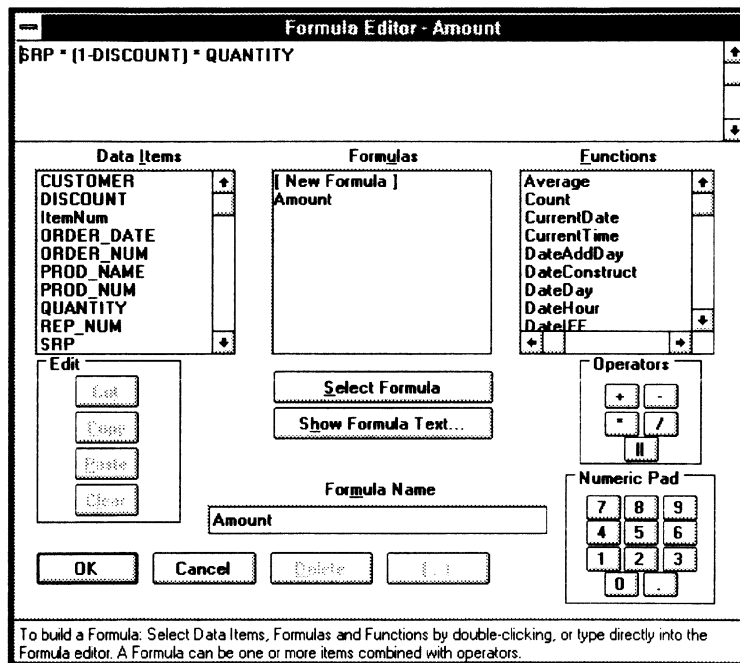 Formula Editor - Amount
SRP * (1-DISCOUNT) * QUANTITY
Data Items
CUSTOMER
DISCOUNT
ItemNum
ORDER_DATE
ORDER_NUM
PROD_NAME
PROD_NUM
QUANTITY
REP_NUM
SRP
Formulas
[ New Formula ]
Amount
Functions
Average
Count
CurrentDate
CurrentTime
DateAddDay
DateConstruct
DateDay
DateHour
DateIFF
Edit
Cut
Copy
Paste
Clear
Select Formula
Show Formula Text...
Operators
+ -
* /
||
Formula Name
Amount
Numeric Pad
7 8 9
4 5 6
1 2 3
0 .
OK Cancel Delete
To build a Formula: Select Data Items, Formulas and Functions by double-clicking, or type directly into the
Formula editor. A Formula can be one or more items combined with operators.